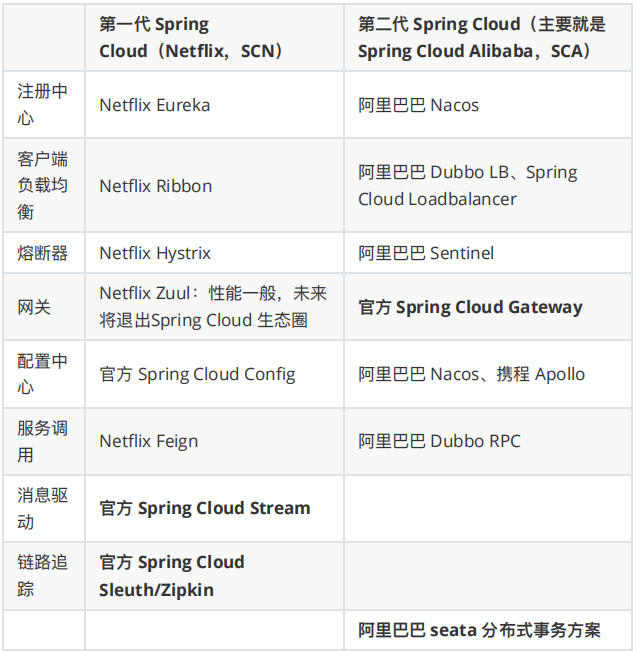 第一代 Spring
Cloud（Netflix，SCN）
第二代 Spring Cloud（主要就是
Spring Cloud Alibaba，SCA）
注册中
心
Netflix Eureka
阿里巴巴 Nacos
客户端
负载均
衡
Netflix Ribbon
阿里巴巴 Dubbo LB、Spring
Cloud Loadbalancer
熔断器
Netflix Hystrix
阿里巴巴 Sentinel
网关
Netflix Zuul：性能一般，未来
将退出Spring Cloud 生态圈
官方 Spring Cloud Gateway
配置中
心
官方 Spring Cloud Config
阿里巴巴 Nacos、携程 Apollo
服务调
用
Netflix Feign
阿里巴巴 Dubbo RPC
消息驱
动
官方 Spring Cloud Stream
链路追
踪
官方 Spring Cloud
Sleuth/Zipkin
阿里巴巴 seata 分布式事务方案